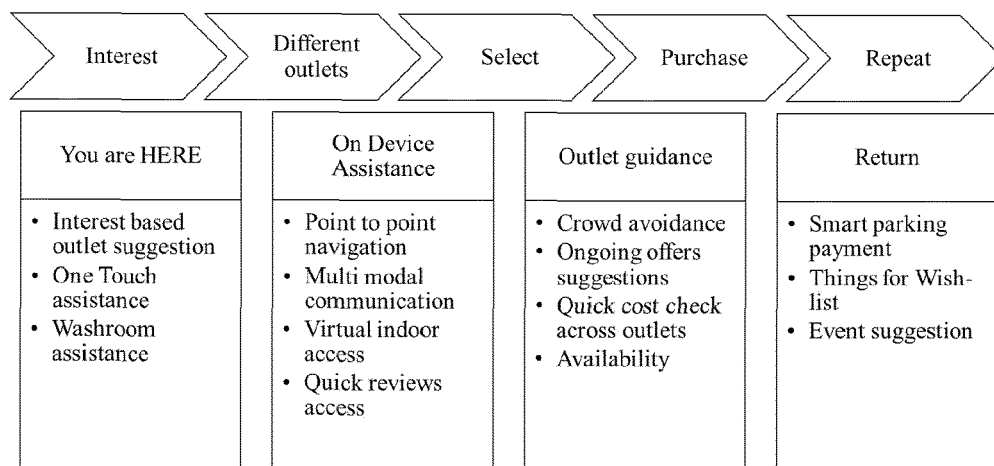 Interest
Different
outlets
Select
Purchase
Repeat
You are HERE
• Interest based
outlet suggestion
• One Touch
assistance
• Washroom
assistance
On Device
Assistance
• Point to point
navigation
• Multi modal
communication
• Virtual indoor
access
• Quick reviews
access
Outlet guidance
• Crowd avoidance
• Ongoing offers
suggestions
• Quick cost check
across outlets
• Availability
Return
• Smart parking
payment
• Things for Wish-
list
• Event suggestion